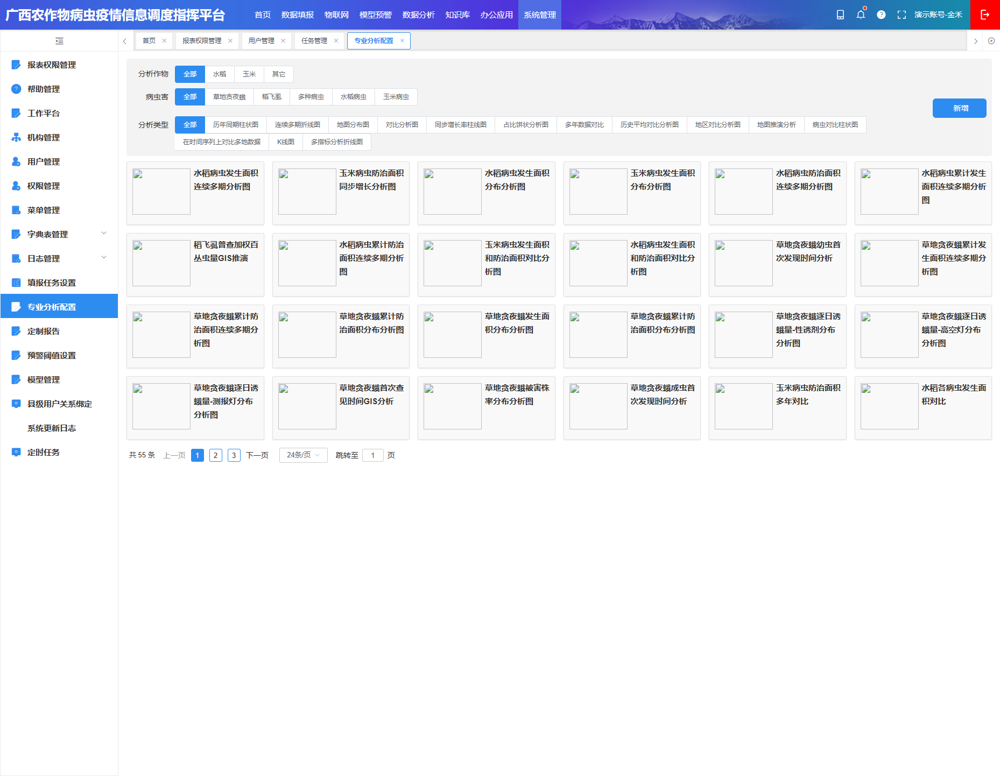 广西农作物病虫疫情信息调度指挥平台
首页 数据填报 物联网 模型预警 数据分析 知识库 办公应用 系统管理
演示账号-金禾
首页 报表权限管理 用户管理 任务管理 专业分析配置
报表权限管理
帮助管理
工作平台
机构管理
用户管理
权限管理
菜单管理
字典表管理
日志管理
填报任务设置
专业分析配置
定制报告
预警阈值设置
模型管理
县级用户关系绑定
系统更新日志
定时任务
分析作物 全部 水稻 玉米 其它
病虫害 全部 草地贪夜蛾 稻飞虱 多种病虫 水稻病虫 玉米病虫
新增
分析类型 全部 历年同期柱状图 连续多期折线图 地图分布图 对比分析图 同步增长率柱线图 占比饼状分析图 多年数据对比 历史平均对比分析图 地区对比分析图 地图推演分析 病虫对比柱状图
在时间序列上对比多地数据 K线图 多指标分析折线图
水稻病虫发生面积
连续多期分析图
玉米病虫防治面积
同步增长分析图
水稻病虫发生面积
分布分析图
玉米病虫发生面积
分布分析图
水稻病虫防治面积
连续多期分析图
水稻病虫累计发生
面积连续多期分析
图
稻飞虱普查加权百
丛虫量GIS推演
水稻病虫累计防治
面积连续多期分析
图
玉米病虫发生面积
和防治面积对比分
析图
水稻病虫发生面积
和防治面积对比分
析图
草地贪夜蛾幼虫首
次发现时间分析
草地贪夜蛾累计发
生面积连续多期分
析图
草地贪夜蛾累计防
治面积连续多期分
析图
草地贪夜蛾累计防
治面积分布分析图
草地贪夜蛾发生面
积分布分析图
草地贪夜蛾累计防
治面积分布分析图
草地贪夜蛾逐日诱
蛾量-性诱剂分布
分析图
草地贪夜蛾逐日诱
蛾量-高空灯分布
分析图
草地贪夜蛾逐日诱
蛾量-测报灯分布
分析图
草地贪夜蛾首次查
见时间GIS分析
草地贪夜蛾被害株
率分布分析图
草地贪夜蛾成虫首
次发现时间分析
玉米病虫防治面积
多年对比
水稻各病虫发生面
积对比
共 55 条 上一页 1 2 3 下一页 24条/页 跳转至 1 页